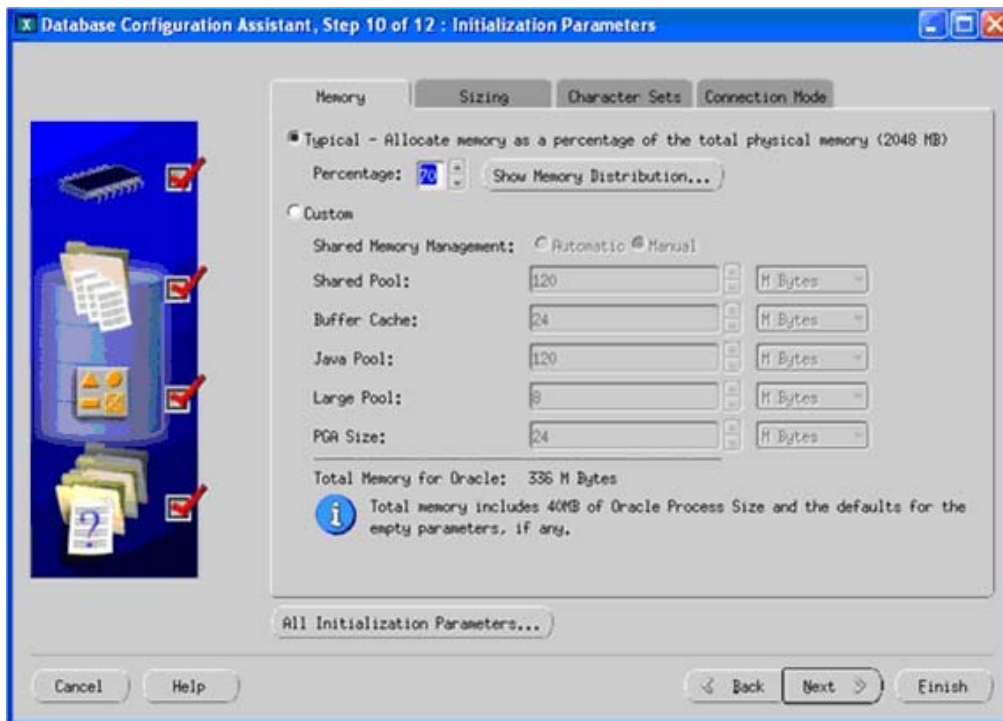 Database Configuration Assistant, Step 10 of 12 : Initialization Parameters
Memory Sizing Character Sets Connection Mode
Typical - Allocate memory as a percentage of the total physical memory (2048 MB)
Percentage: 70 Show Memory Distribution...
Custom
Shared Memory Management: Automatic Manual
Shared Pool: 120 M Bytes
Buffer Cache: 24 M Bytes
Java Pool: 120 M Bytes
Large Pool: 8 M Bytes
PGA Size: 24 M Bytes
Total Memory for Oracle: 336 M Bytes
Total memory includes 40MB of Oracle Process Size and the defaults for the
empty parameters, if any.
All Initialization Parameters...
Cancel Help Back Next Finish